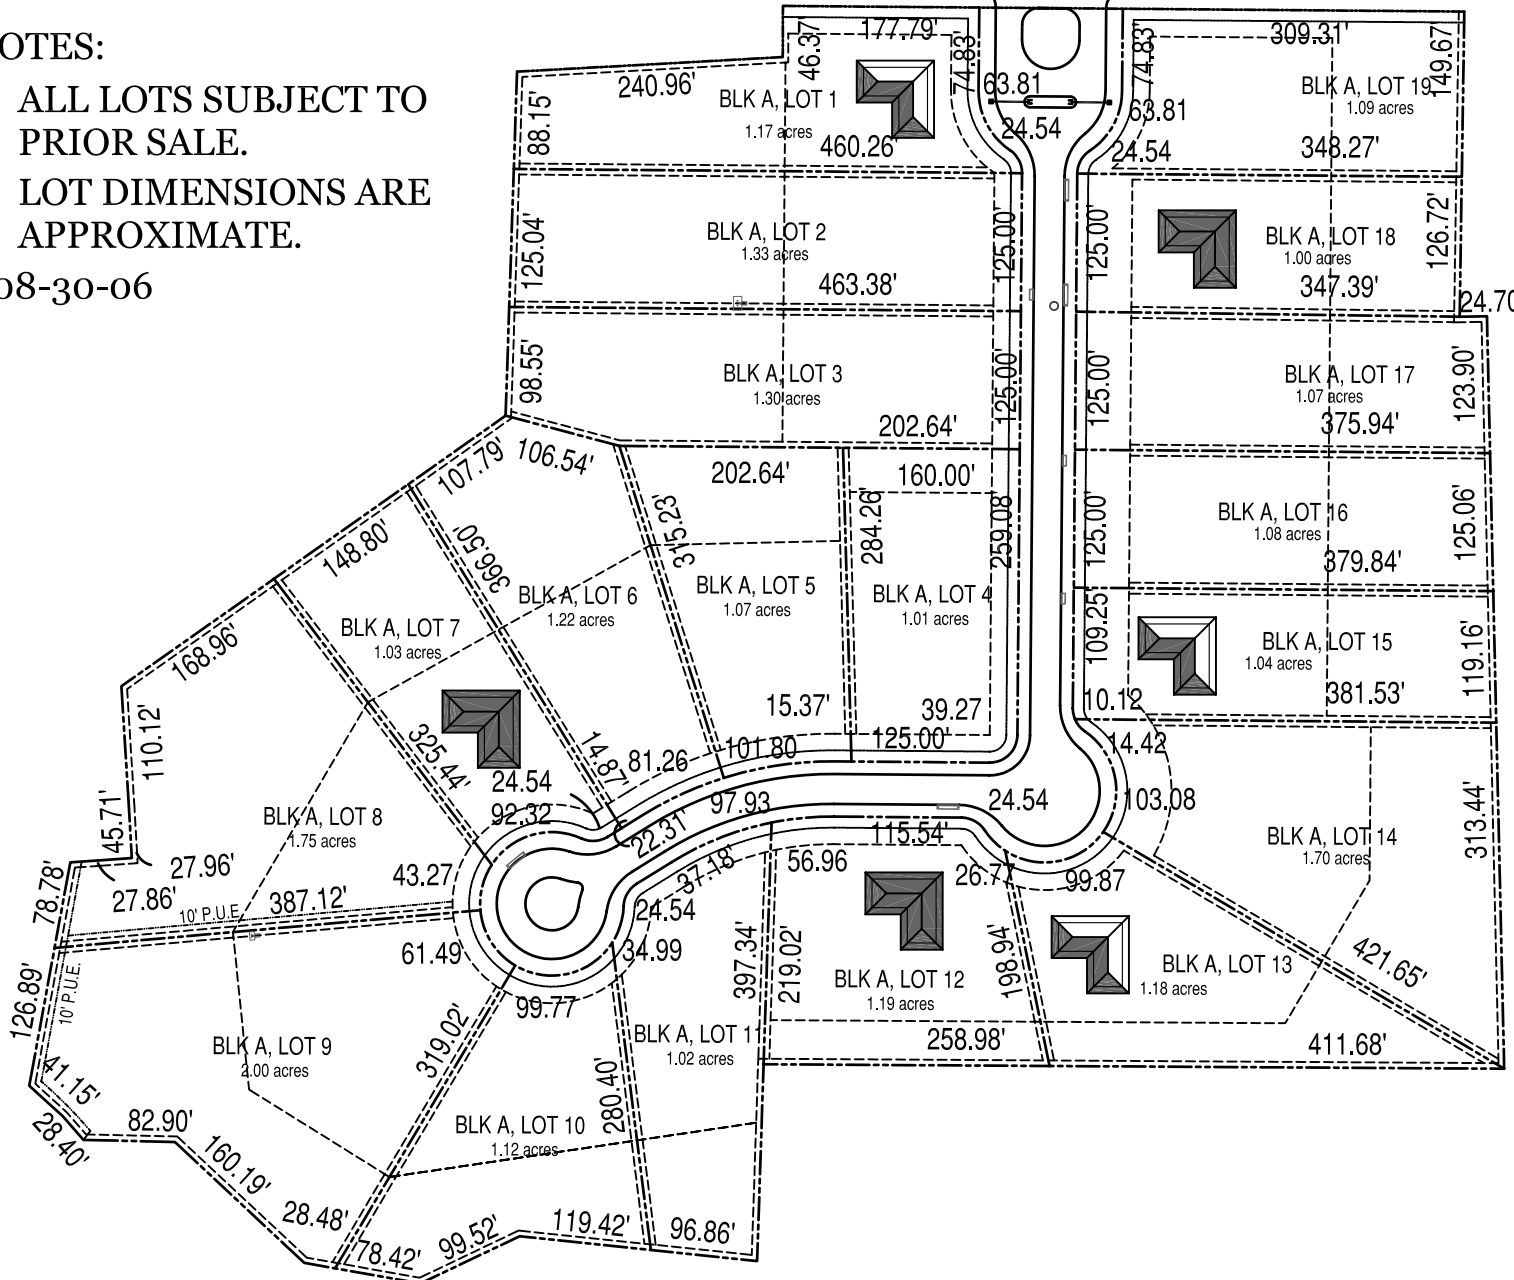 OTES:
ALL LOTS SUBJECT TO
PRIOR SALE.
LOT DIMENSIONS ARE
APPROXIMATE.
08-30-06
240.96'
46.37'
177.79'
74.83'
63.81
24.54
88.15'
BLK A, LOT 1
1.17 acres
460.26'
74.83'
309.31'
149.67'
63.81
24.54
BLK A, LOT 19
1.09 acres
348.27'
125.04'
BLK A, LOT 2
1.33 acres
463.38'
125.00'
125.00'
BLK A, LOT 18
1.00 acres
347.39'
126.72'
24.70
98.55'
BLK A, LOT 3
1.30 acres
202.64'
125.00'
125.00'
BLK A, LOT 17
1.07 acres
375.94'
123.90'
107.79'
106.54'
202.64'
160.00'
148.80'
366.50'
315.23'
284.26'
259.08
125.00'
BLK A, LOT 16
1.08 acres
379.84'
125.06'
BLK A, LOT 4
1.01 acres
BLK A, LOT 5
1.07 acres
BLK A, LOT 6
1.22 acres
BLK A, LOT 7
1.03 acres
168.96'
109.25'
BLK A, LOT 15
1.04 acres
381.53'
119.16'
10.12
14.42
110.12'
325.44'
24.54
92.32
14.87'
81.26
101.80
15.37'
39.27
125.00'
97.93
22.31'
24.54
103.08
BLK A, LOT 8
1.75 acres
45.71'
27.96'
27.86'
78.78'
10' P.U.E.
387.12'
43.27
37.18'
56.96
115.54'
26.77
99.87
BLK A, LOT 14
1.70 acres
313.44'
24.54
34.99
61.49
99.77
397.34'
219.02'
BLK A, LOT 12
1.19 acres
258.98'
198.94'
BLK A, LOT 13
1.18 acres
421.65'
411.68'
126.89'
10' P.U.E.
BLK A, LOT 9
2.00 acres
319.02'
41.15'
28.40'
82.90'
160.19'
28.48'
BLK A, LOT 10
1.12 acres
280.40'
BLK A, LOT 11
1.02 acres
78.42'
99.52'
119.42'
96.86'